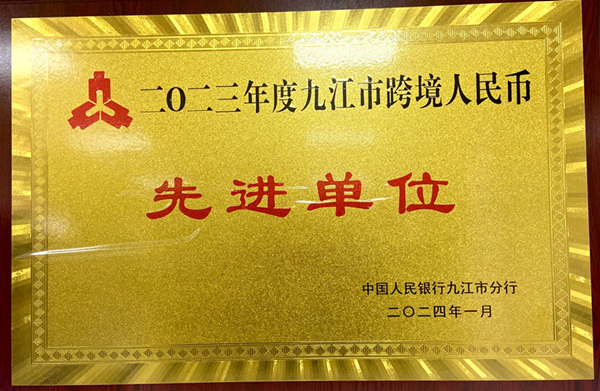 二〇二三年度九江市跨境人民币
先进单位
中国人民银行九江市分行
二〇二四年一月